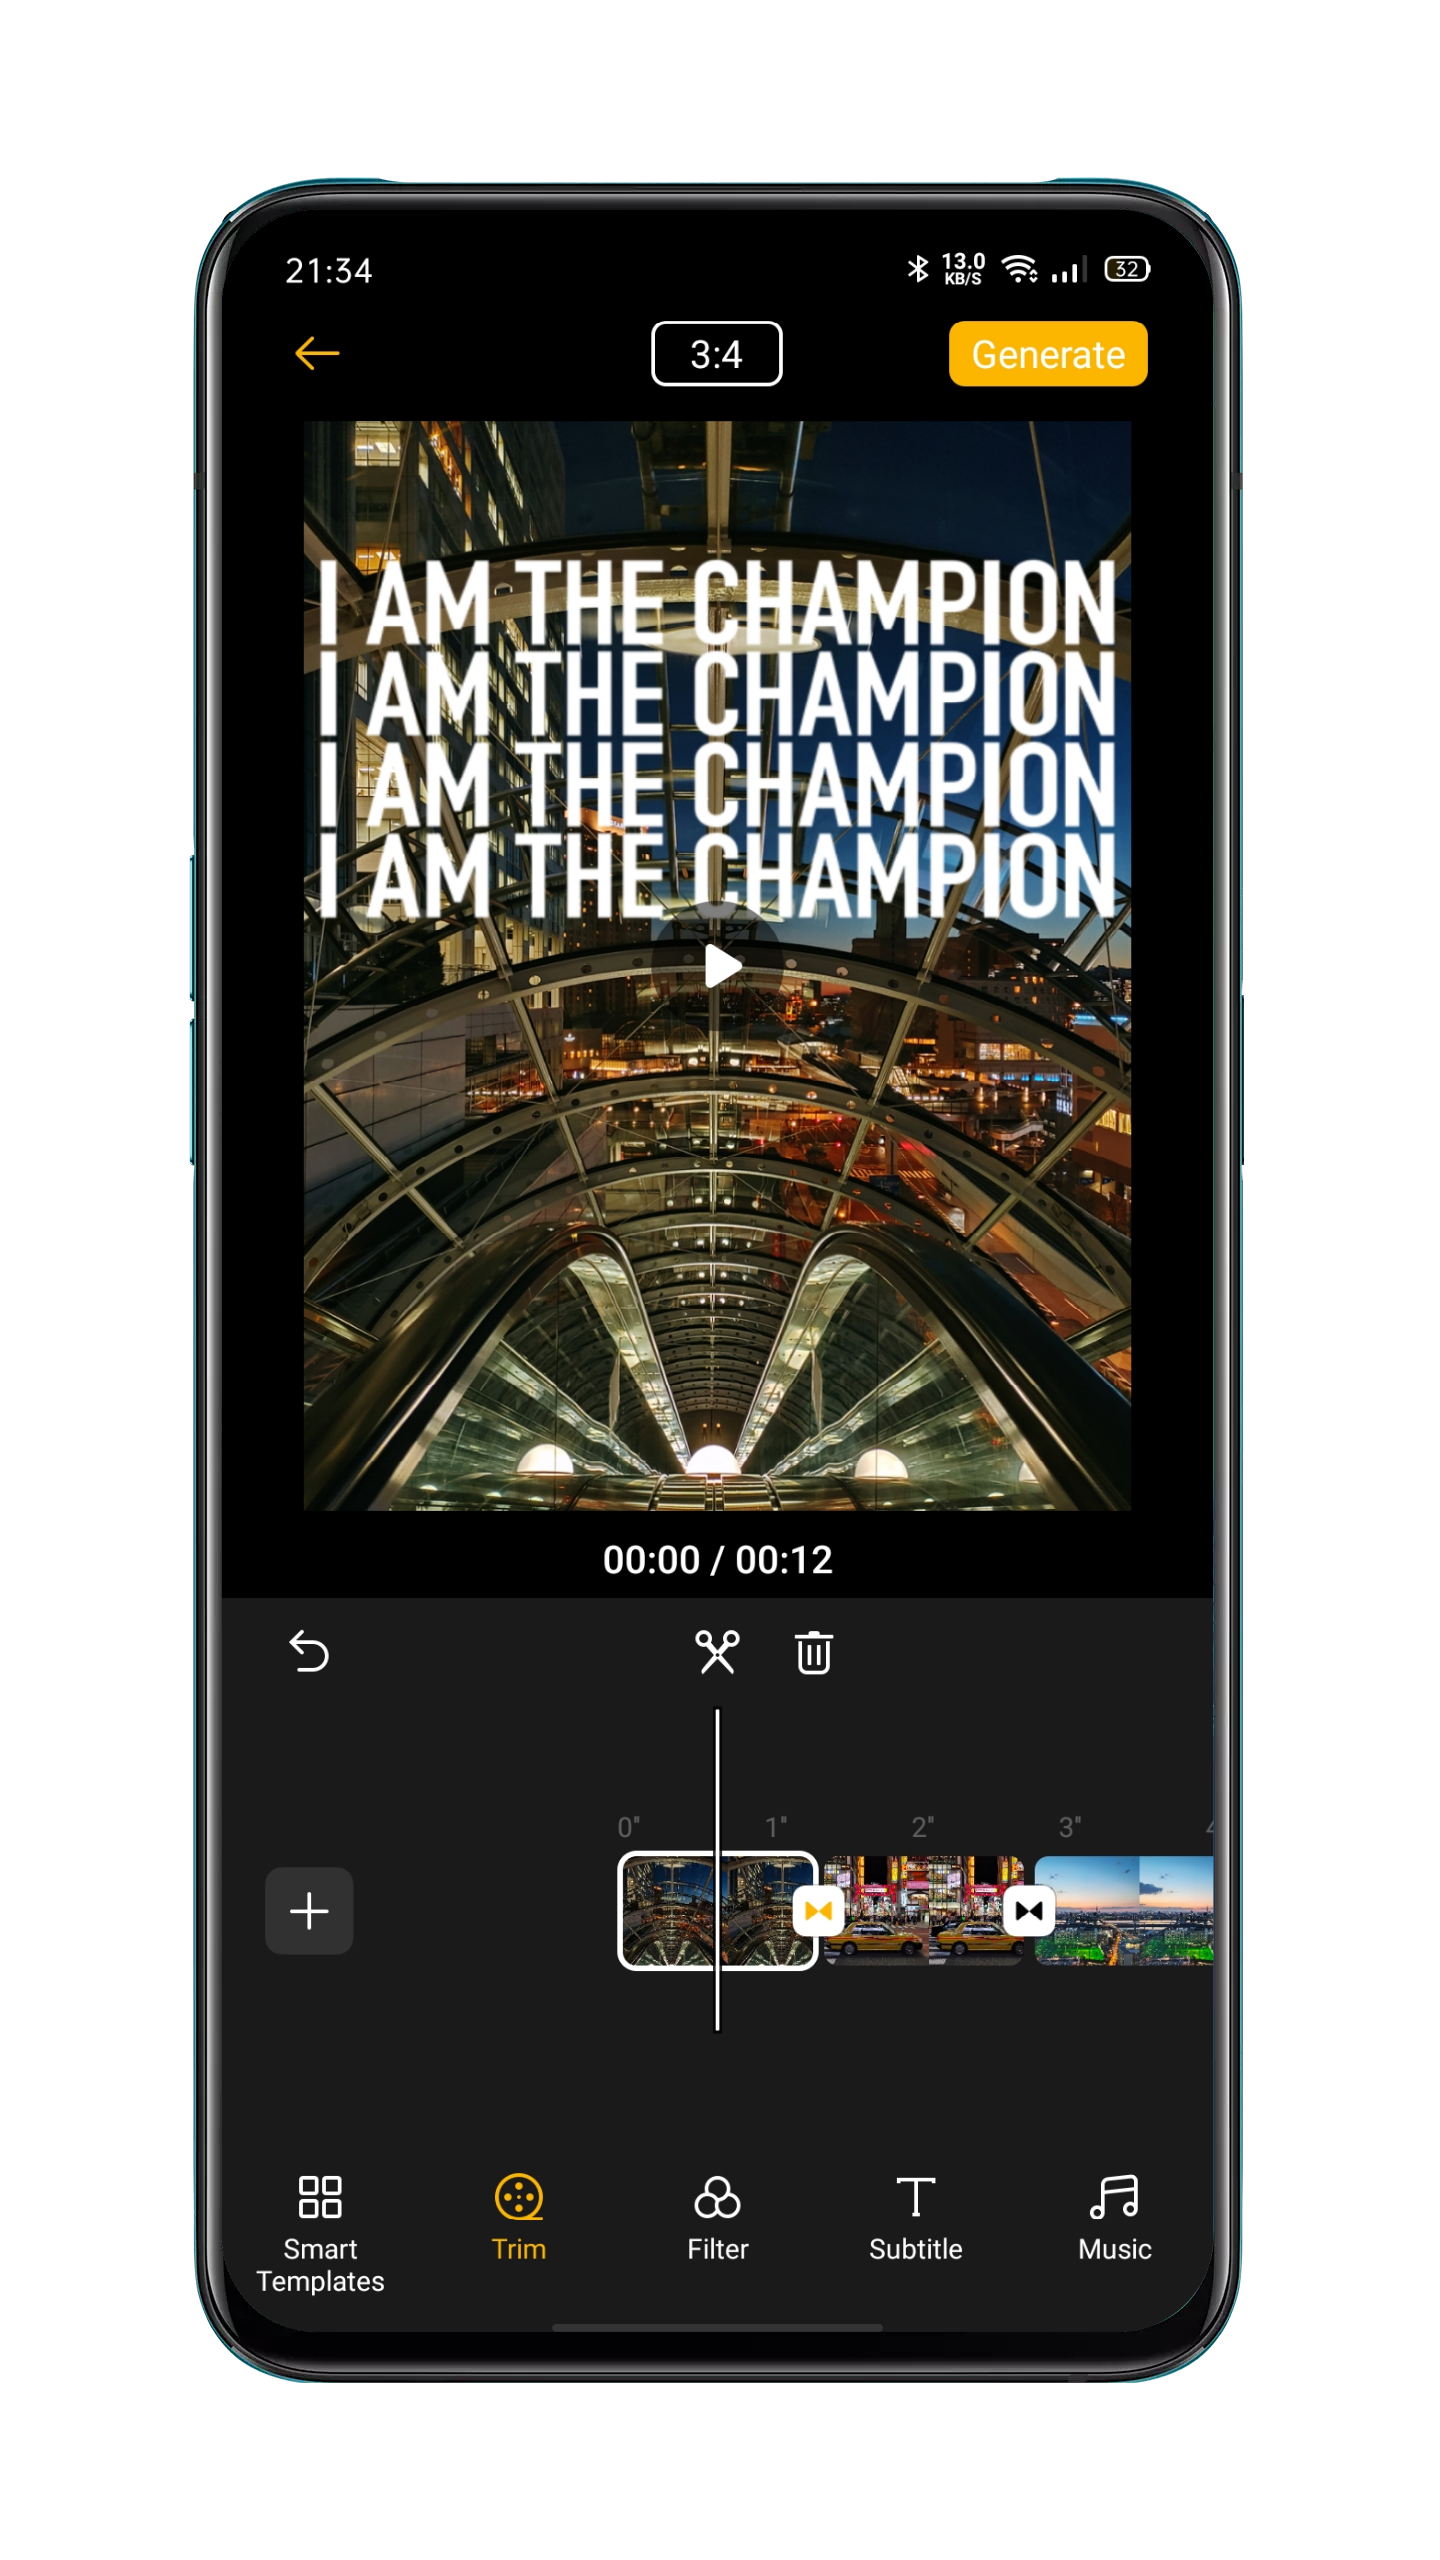 21:34
13.0
KB/S
32
3:4
Generate
I AM THE CHAMPION
I AM THE CHAMPION
I AM THE CHAMPION
I AM THE CHAMPION
00:00 / 00:12
0" 1" 2" 3"
Smart
Templates
Trim
Filter
Subtitle
Music